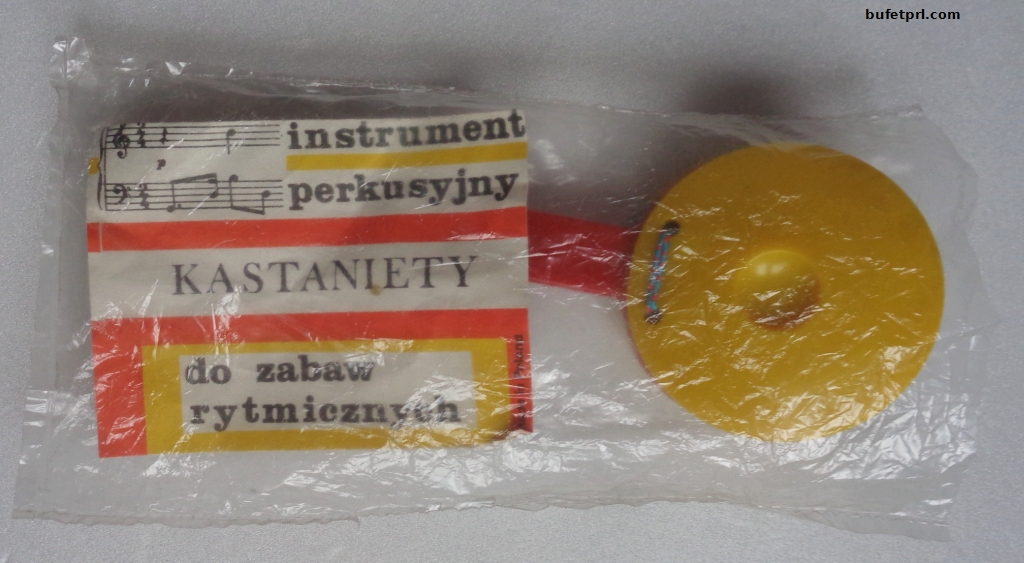 bufetprl.com
instrument
perkusyjny
p
KASTANIETY
do zabaw
rytmicznych